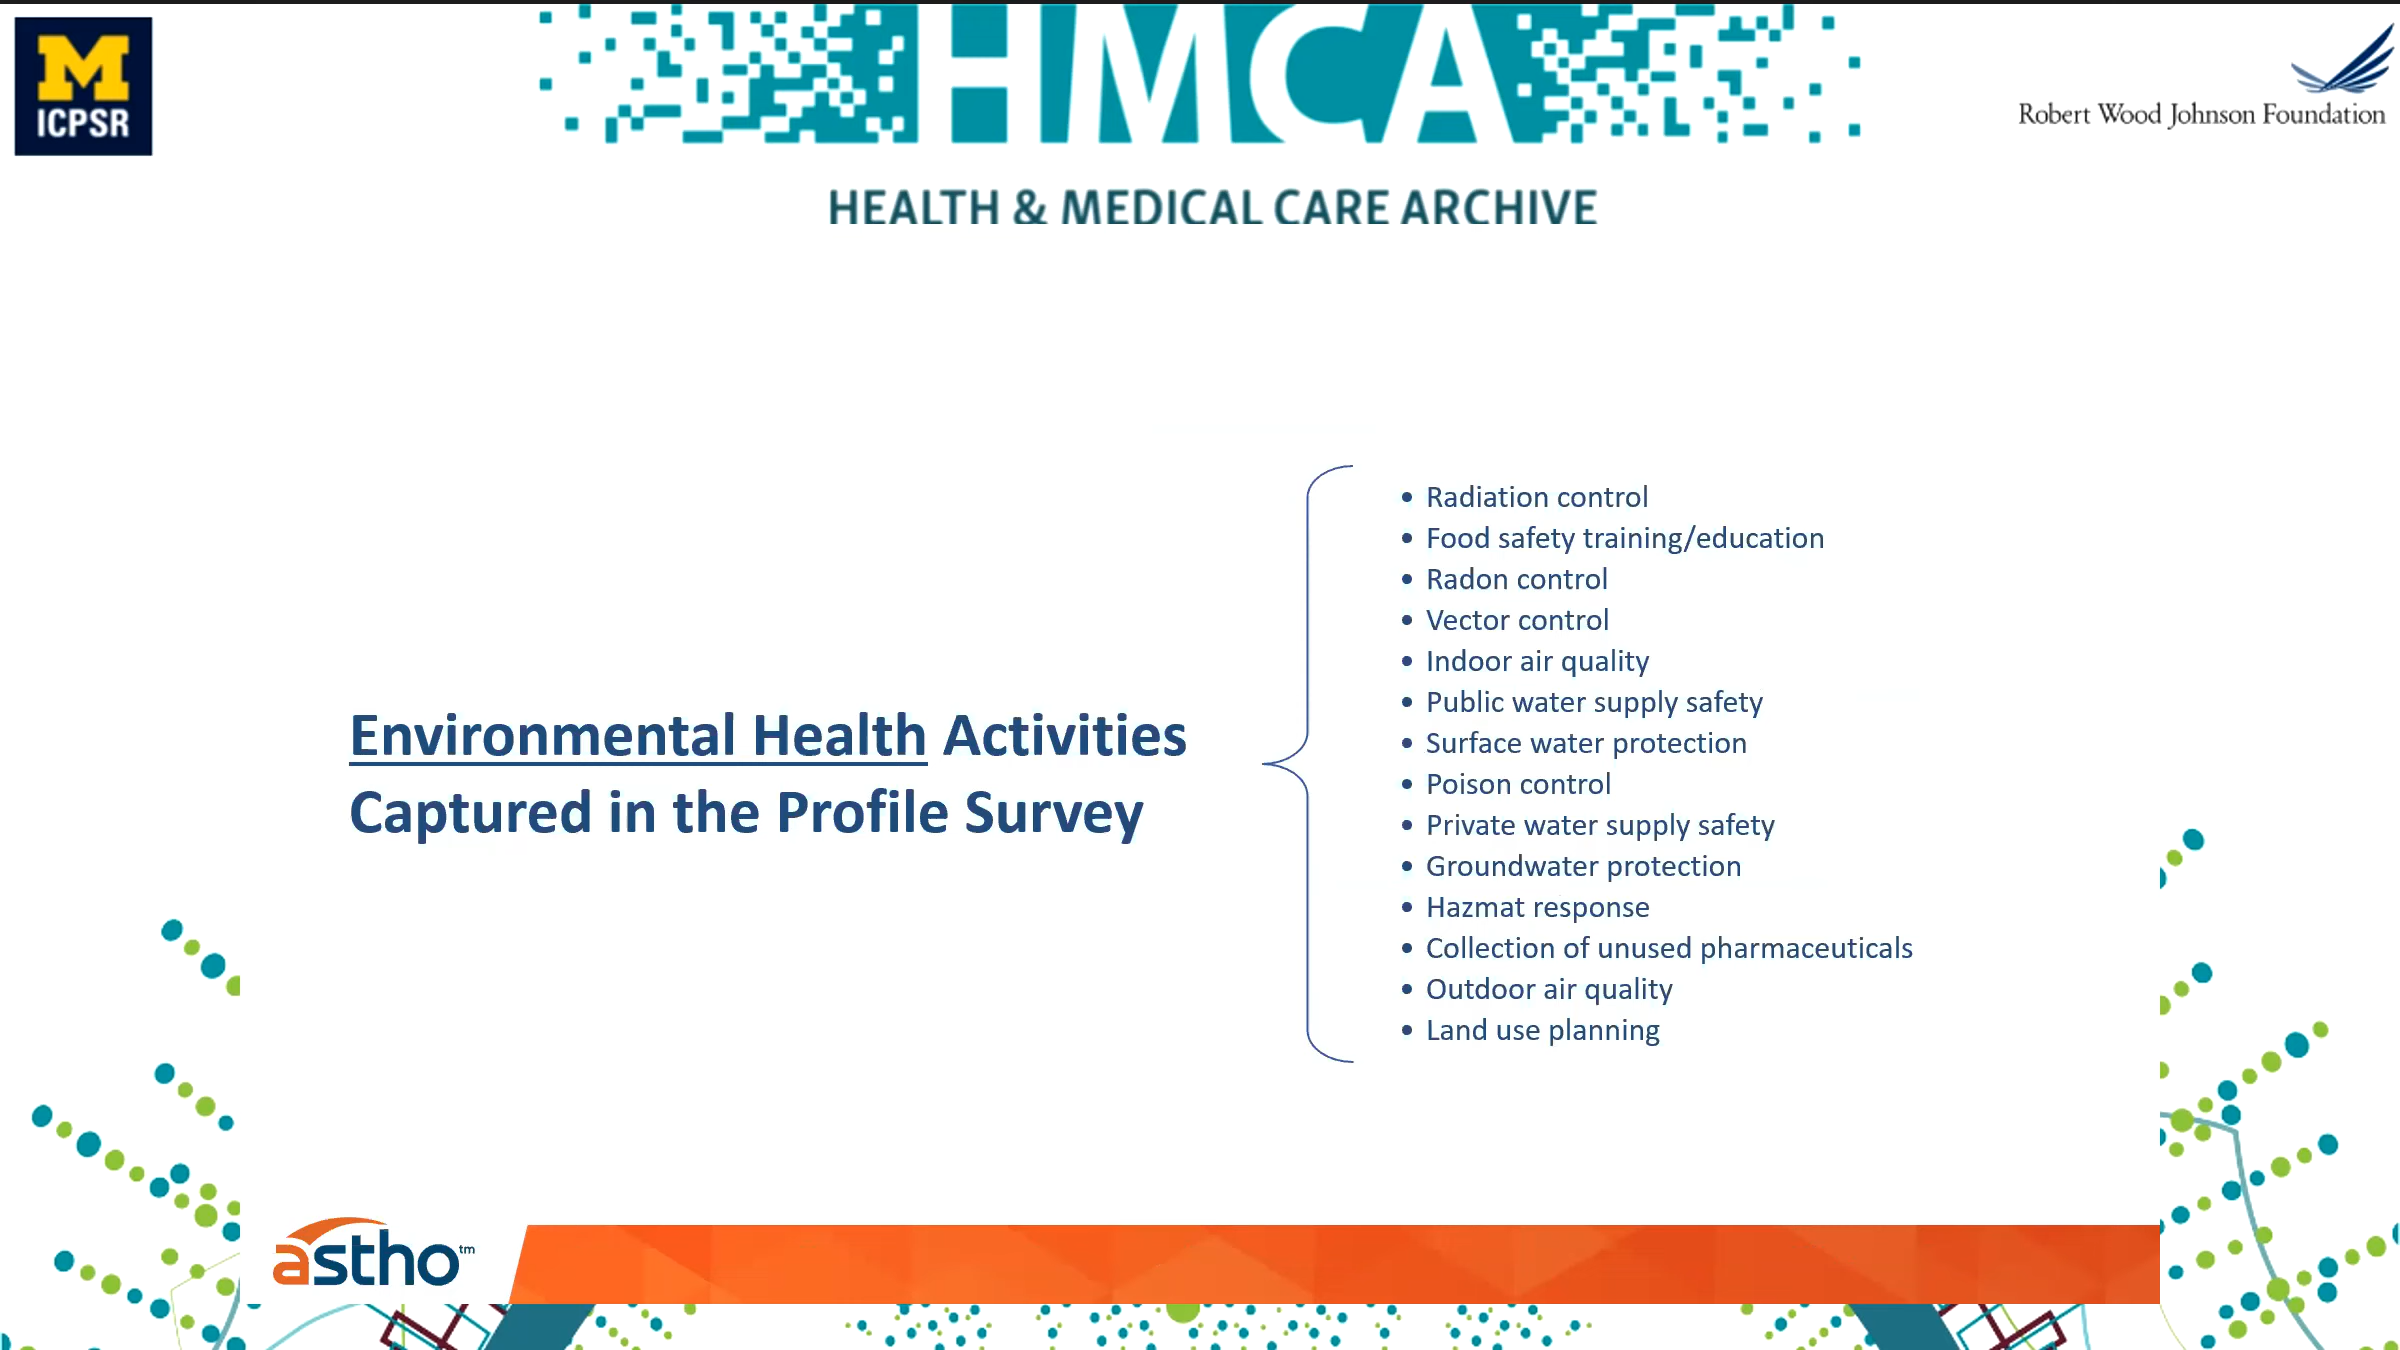 M
ICPSR
HMCA
HEALTH & MEDICAL CARE ARCHIVE
Robert Wood Johnson Foundation
Environmental Health Activities
Captured in the Profile Survey
• Radiation control
• Food safety training/education
• Radon control
• Vector control
• Indoor air quality
• Public water supply safety
• Surface water protection
• Poison control
• Private water supply safety
• Groundwater protection
• Hazmat response
• Collection of unused pharmaceuticals
• Outdoor air quality
• Land use planning
astho™